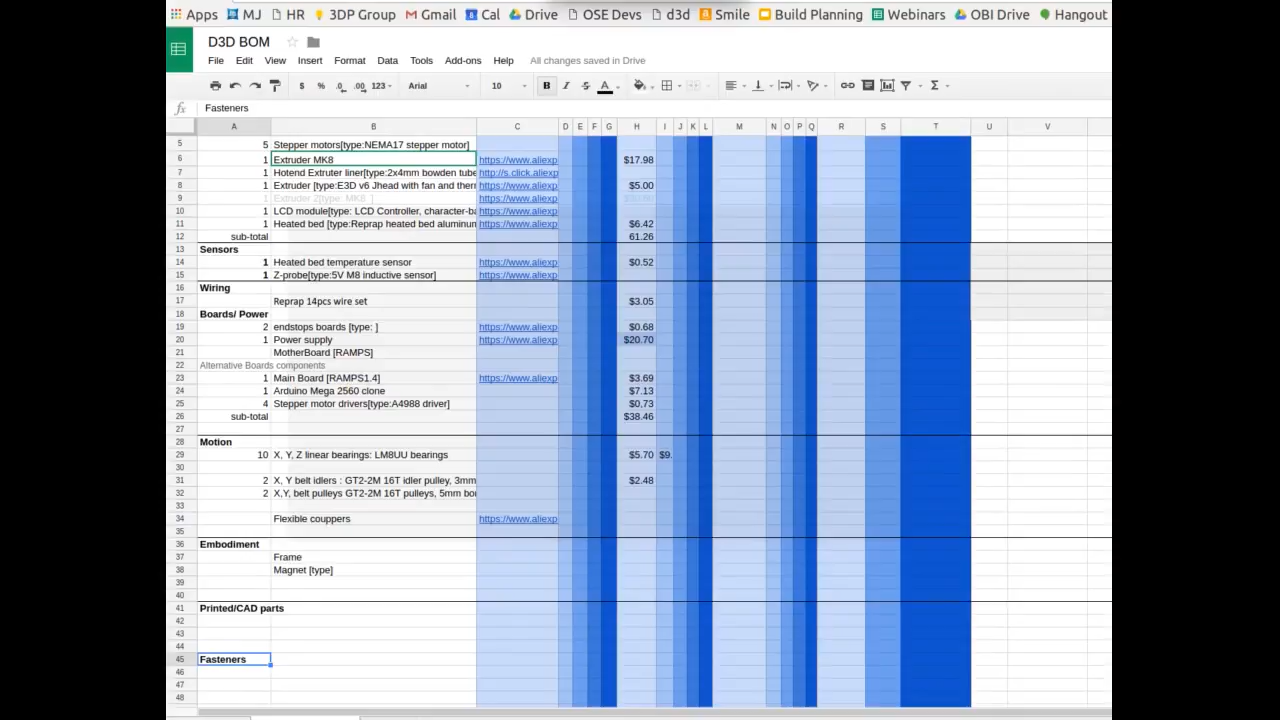 Apps MJ HR 3DP Group Gmail Cal Drive OSE Devs d3d Smile Build Planning Webinars OBI Drive Hangout
D3D BOM
File Edit View Insert Format Data Tools Add-ons Help All changes saved in Drive
$ % .0 .00 123 Arial 10 B I S A Σ
fx Fasteners
A B C D E F G H I J K L M N O P Q R S T U V
5 5 Stepper motors[type:NEMA17 stepper motor]
6 1 Extruder MK8 https://www.aliexp $17.98
7 1 Hotend Extruter liner[type:2x4mm bowden tube http://s.click.aliexp
8 1 Extruder [type:E3D v6 Jhead with fan and ther https://www.aliexp $5.00
9 1 Extruder 2[type: MK8 ] https://www.aliexp
10 1 LCD module[type: LCD Controller, character-ba https://www.aliexp
11 1 Heated bed [type:Reprap heated bed aluminum https://www.aliexp $6.42
12 sub-total 61.26
13 Sensors
14 1 Heated bed temperature sensor https://www.aliexp $0.52
15 1 Z-probe[type:5V M8 inductive sensor] https://www.aliexp
16 Wiring
17 Reprap 14pcs wire set $3.05
18 Boards/ Power
19 2 endstops boards [type: ] https://www.aliexp $0.68
20 1 Power supply https://www.aliexp $20.70
21 MotherBoard [RAMPS]
22 Alternative Boards components
23 1 Main Board [RAMPS1.4] https://www.aliexp $3.69
24 1 Arduino Mega 2560 clone $7.13
25 4 Stepper motor drivers[type:A4988 driver] $0.73
26 sub-total $38.46
27
28 Motion
29 10 X, Y, Z linear bearings: LM8UU bearings $5.70 $9.
30
31 2 X, Y belt idlers : GT2-2M 16T idler pulley, 3mm $2.48
32 2 X,Y, belt pulleys GT2-2M 16T pulleys, 5mm bo
33
34 Flexible couppers https://www.aliexp
35
36 Embodiment
37 Frame
38 Magnet [type]
39
40
41 Printed/CAD parts
42
43
44
45 Fasteners
46
47
48